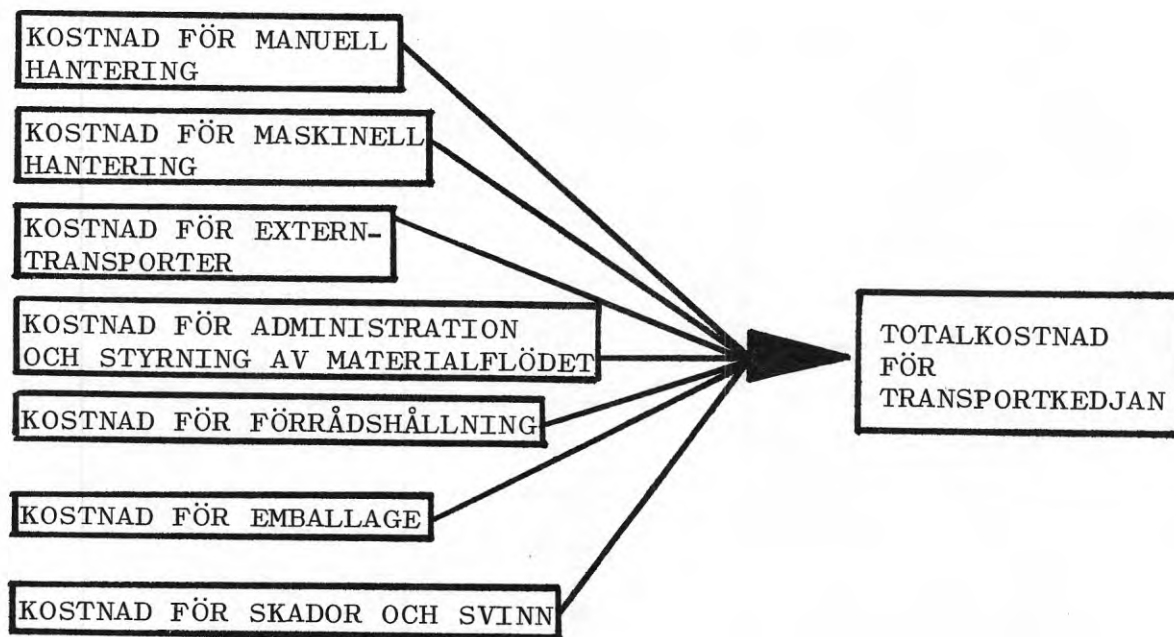 KOSTNAD FÖR MANUELL
HANTERING
KOSTNAD FÖR MASKINELL
HANTERING
KOSTNAD FÖR EXTERN-
TRANSPORTER
KOSTNAD FÖR ADMINISTRATION
OCH STYRNING AV MATERIALFLÖDET
KOSTNAD FÖR FÖRRÅDSHÅLLNING
KOSTNAD FÖR EMBALLAGE
KOSTNAD FÖR SKADOR OCH SVINN
TOTALKOSTNAD
FÖR
TRANSPORTKEDJAN